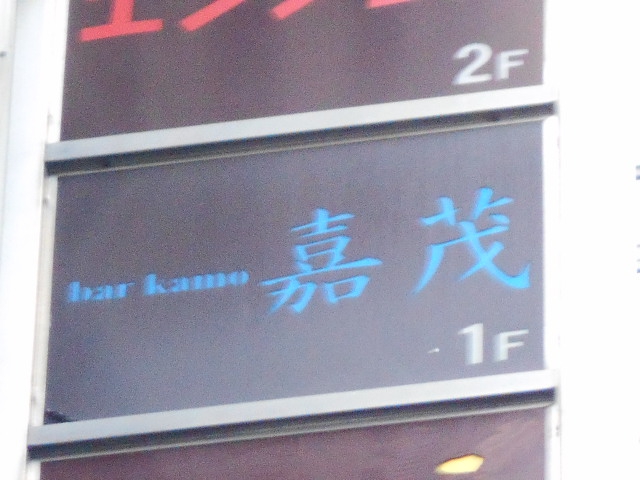 2F
bar kamo 嘉茂
1F